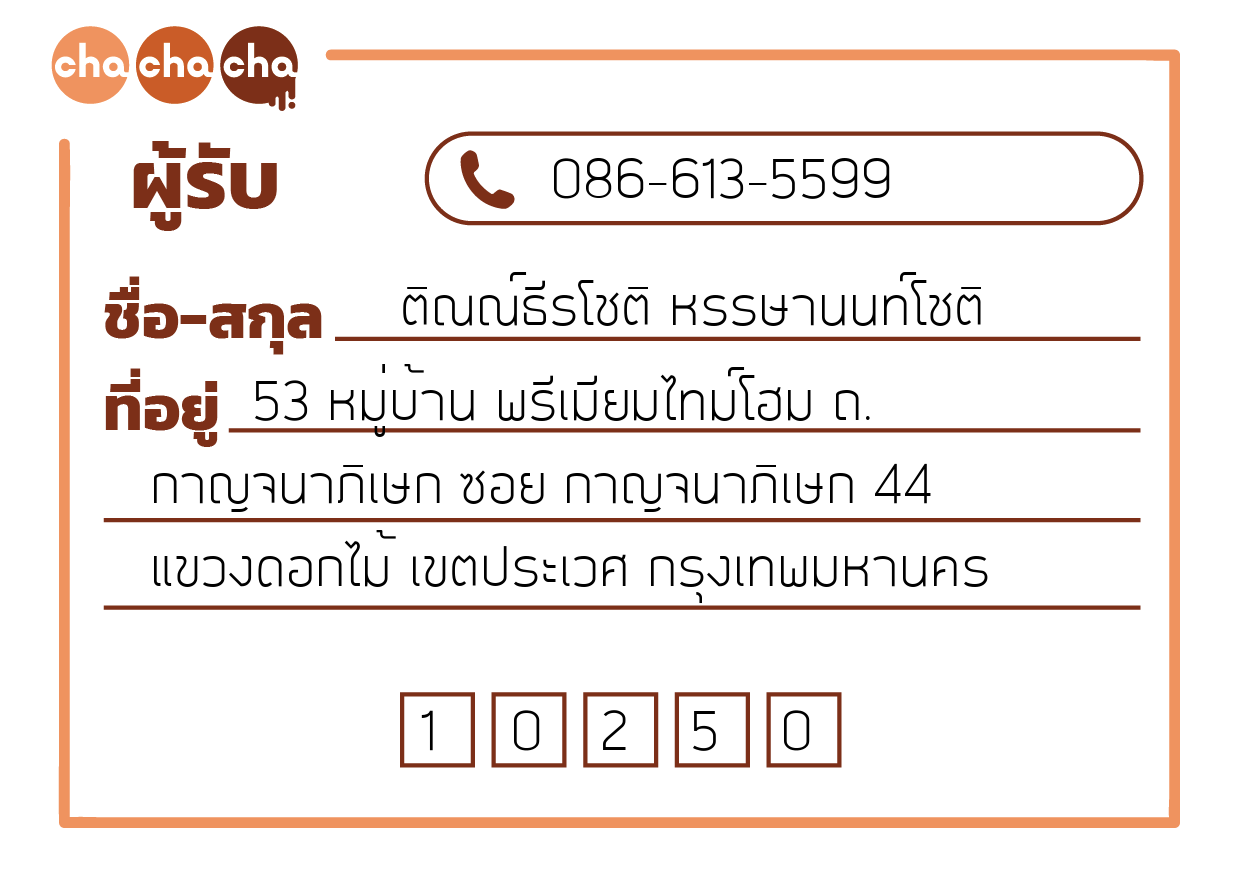 cha cha cha
ผู้รับ 086-613-5599
ชื่อ-สกุล ติณณ์ธีรโชติ หรรษานนท์โชติ
ที่อยู่ 53 หมู่บ้าน พรีเมียมไทม์โฮม ถ.
กาญจนาภิเษก ซอย กาญจนาภิเษก 44
แขวงดอกไม้ เขตประเวศ กรุงเทพมหานคร
1 0 2 5 0